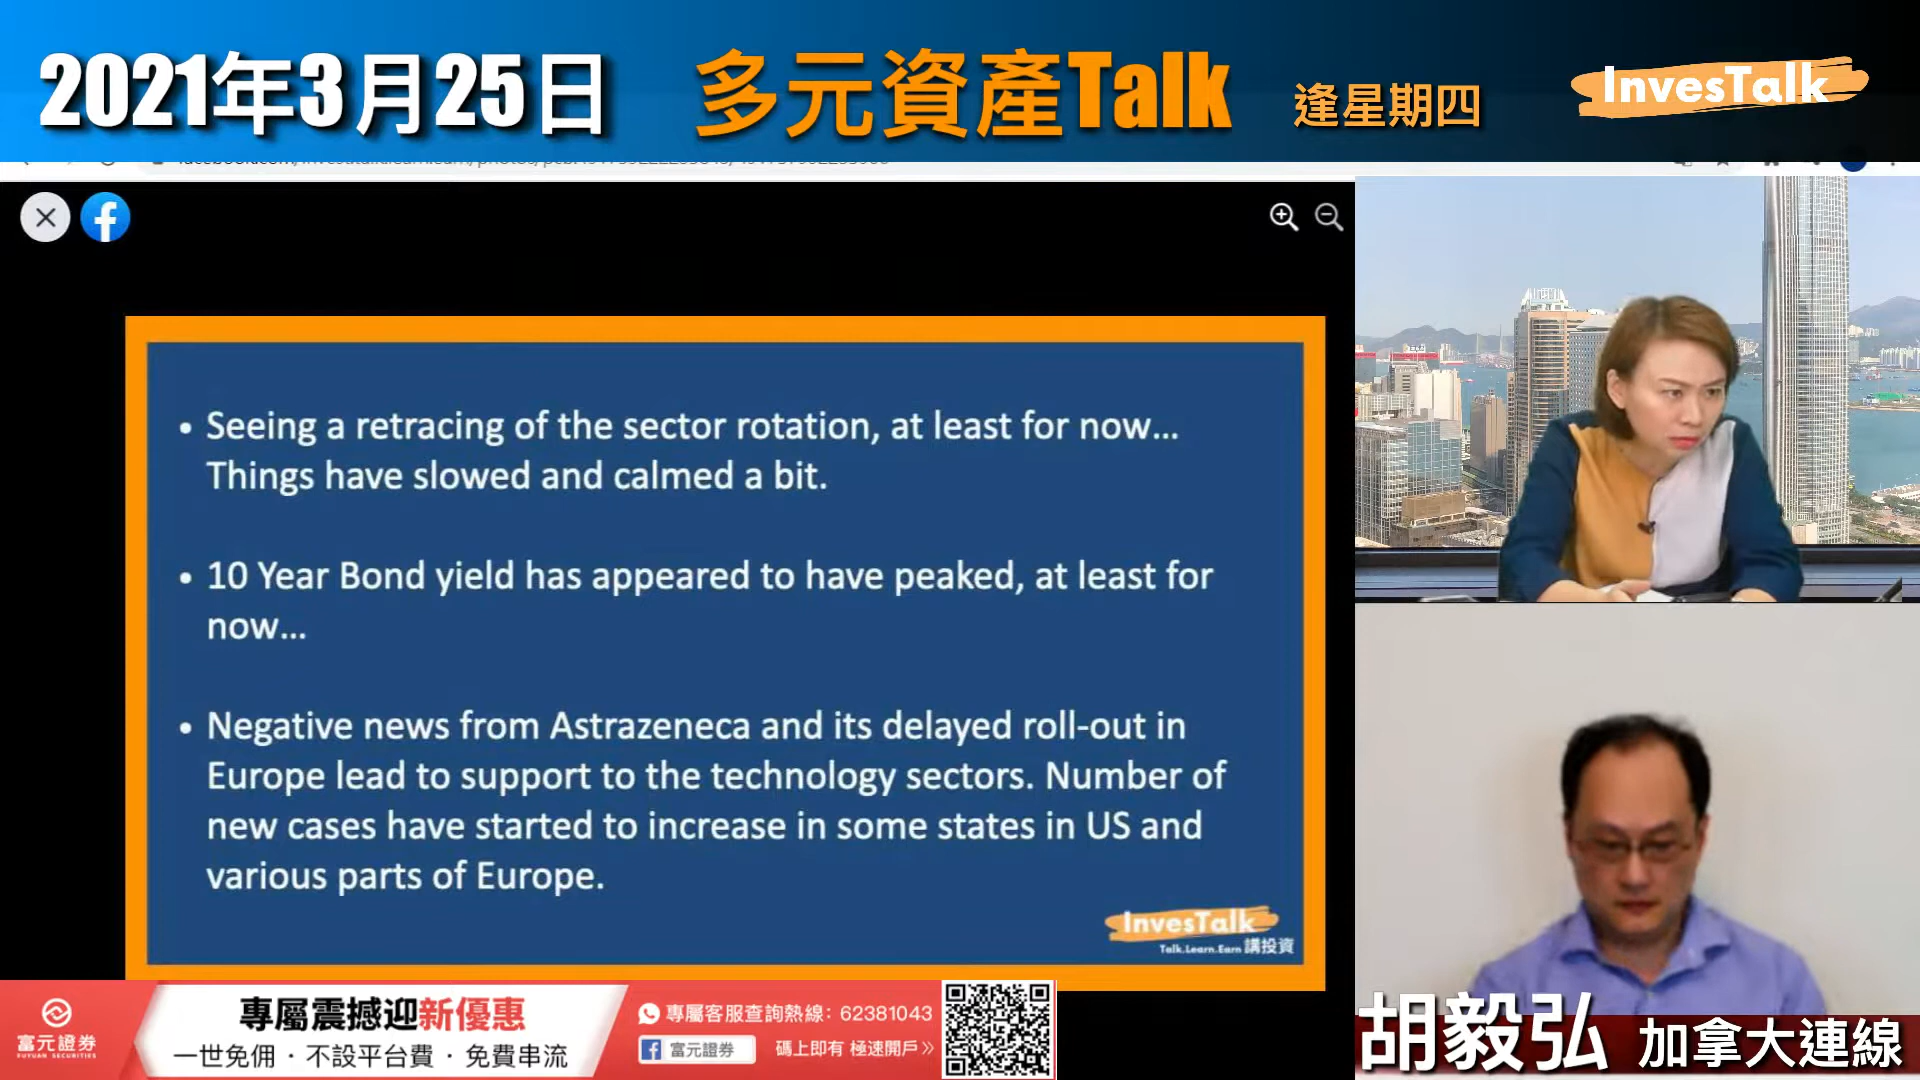 2021年3月25日
多元資產Talk
逢星期四
InvesTalk
• Seeing a retracing of the sector rotation, at least for now...
Things have slowed and calmed a bit.
• 10 Year Bond yield has appeared to have peaked, at least for
now...
• Negative news from Astrazeneca and its delayed roll-out in
Europe lead to support to the technology sectors. Number of
new cases have started to increase in some states in US and
various parts of Europe.
InvesTalk
Talk.Learn.Earn 講投資
富元證券
FUYUAN SECURITIES
專屬震撼迎新優惠
一世免佣 · 不設平台費 · 免費串流
專屬客服查詢熱線: 62381043
富元證券
碼上即有 極速開戶》
胡毅弘
加拿大連線